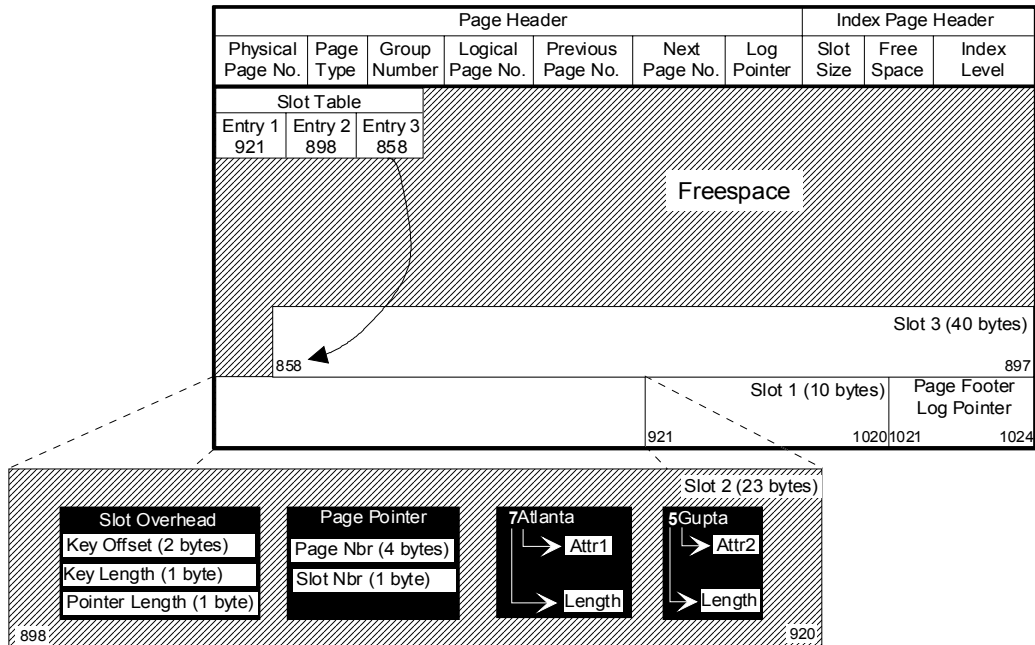 Page Header
Index Page Header
Physical Page No.
Page Type
Group Number
Logical Page No.
Previous Page No.
Next Page No.
Log Pointer
Slot Size
Free Space
Index Level
Slot Table
Entry 1 921
Entry 2 898
Entry 3 858
Freespace
Slot 3 (40 bytes)
858
897
Slot 1 (10 bytes)
Page Footer
Log Pointer
921
1020
1021
1024
Slot 2 (23 bytes)
Slot Overhead
Key Offset (2 bytes)
Key Length (1 byte)
Pointer Length (1 byte)
Page Pointer
Page Nbr (4 bytes)
Slot Nbr (1 byte)
7Atlanta
Attr1
Length
5Gupta
Attr2
Length
898
920